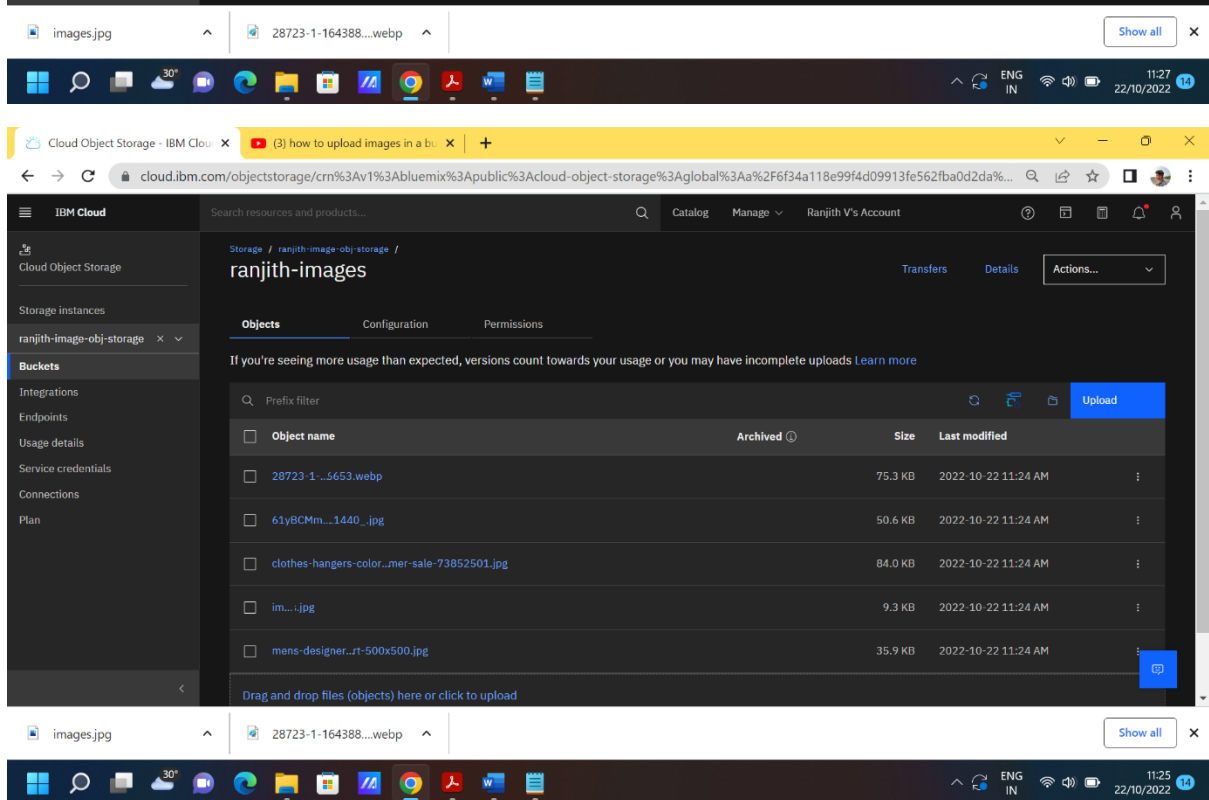 images.jpg 28723-1-164388....webp Show all
30° ENG IN 11:27 22/10/2022 14
Cloud Object Storage - IBM Clou (3) how to upload images in a bu
cloud.ibm.com/objectstorage/crn%3Av1%3Abluemix%3Apublic%3Acloud-object-storage%3Aglobal%3Aa%2F6f34a118e99f4d09913fe562fba0d2da%...
IBM Cloud Search resources and products... Catalog Manage Ranjith V's Account
Cloud Object Storage
Storage instances
ranjith-image-obj-storage
Buckets
Integrations
Endpoints
Usage details
Service credentials
Connections
Plan
Storage / ranjith-image-obj-storage /
ranjith-images Transfers Details Actions...
Objects Configuration Permissions
If you're seeing more usage than expected, versions count towards your usage or you may have incomplete uploads Learn more
Prefix filter Upload
Object name Archived Size Last modified
28723-1-...5653.webp 75.3 KB 2022-10-22 11:24 AM
61yBCMm...1440_.jpg 50.6 KB 2022-10-22 11:24 AM
clothes-hangers-color...mer-sale-73852501.jpg 84.0 KB 2022-10-22 11:24 AM
9.3 KB 2022-10-22 11:24 AM
mens-designer...rt-500x500.jpg 35.9 KB 2022-10-22 11:24 AM
Drag and drop files (objects) here or click to upload
images.jpg 28723-1-164388....webp Show all
30° ENG IN 11:25 22/10/2022 14